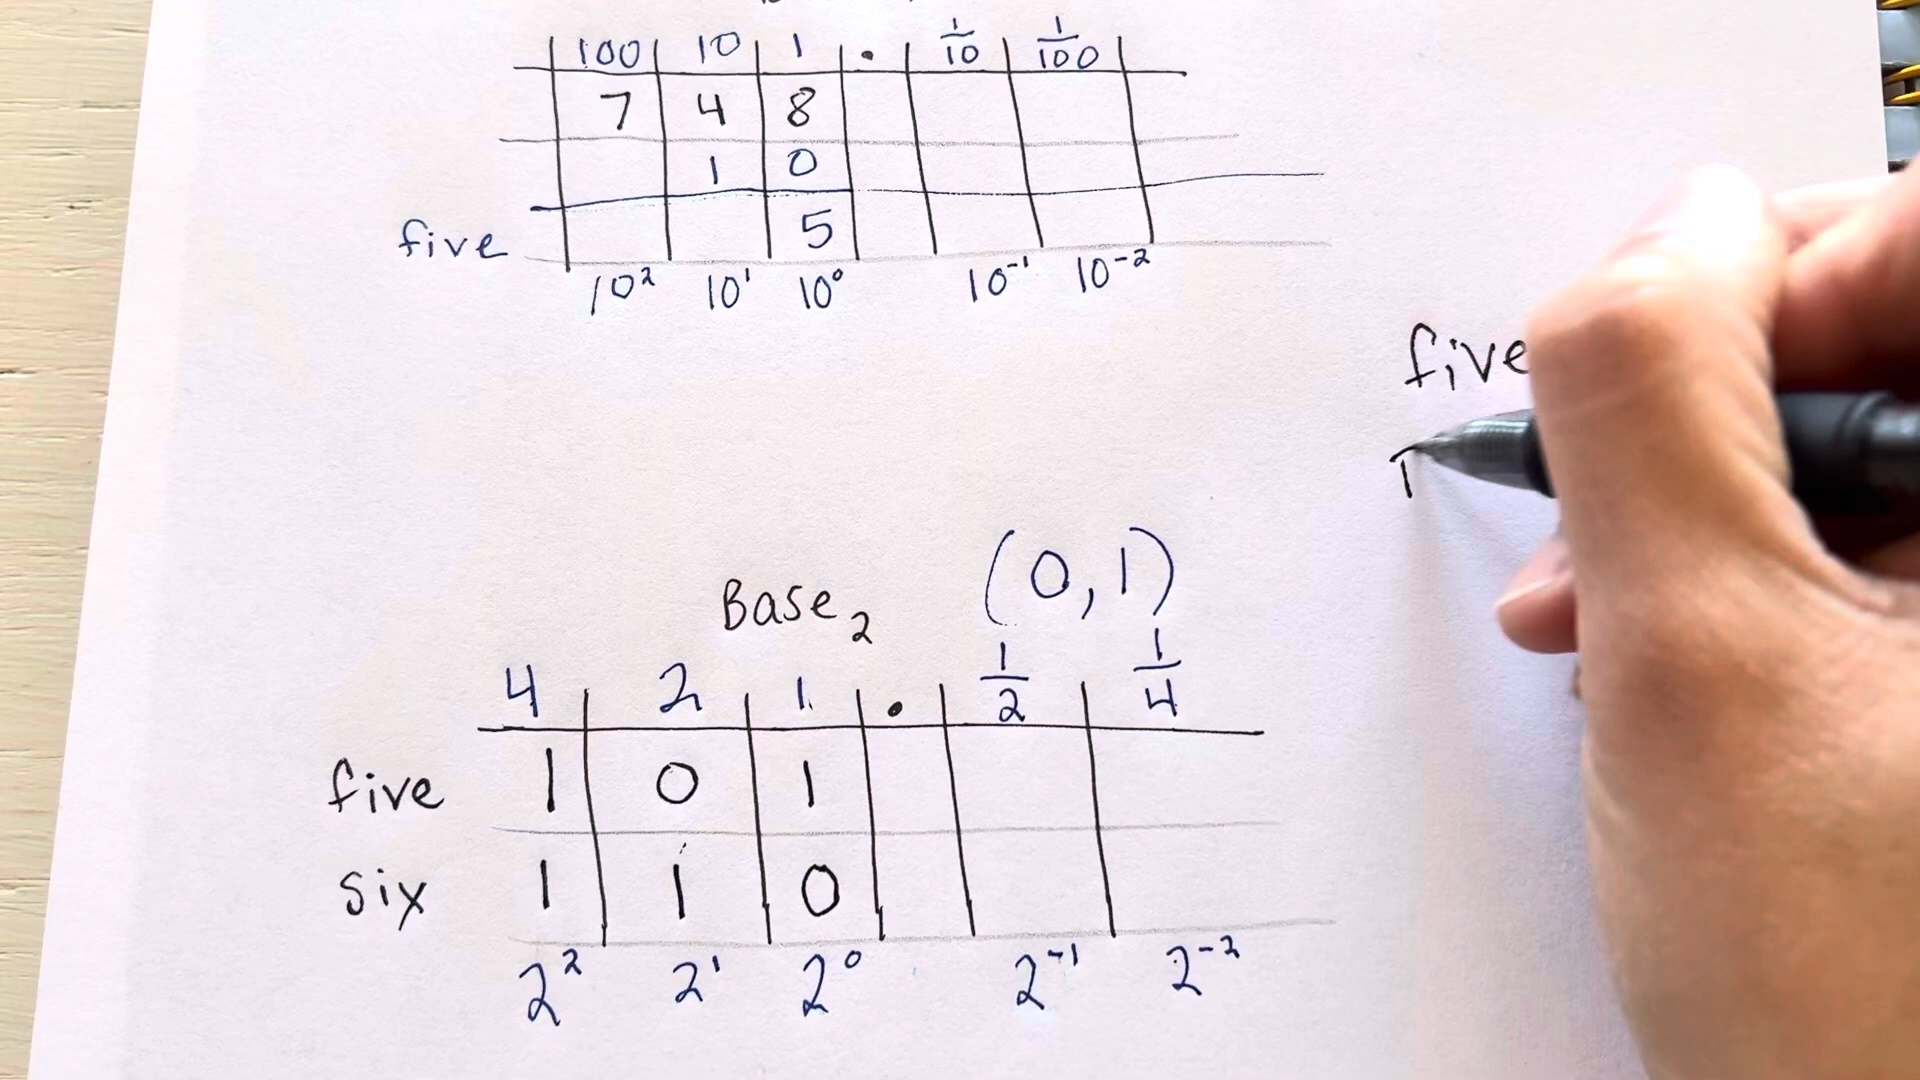 100 10 1 . 1/10 1/100
7 4 8
1 0
five 5
10² 10¹ 10⁰ 10⁻¹ 10⁻²
five
Base₂ (0,1)
4 2 1 . 1/2 1/4
five 1 0 1
six 1 1 0
2² 2¹ 2⁰ 2⁻¹ 2⁻²